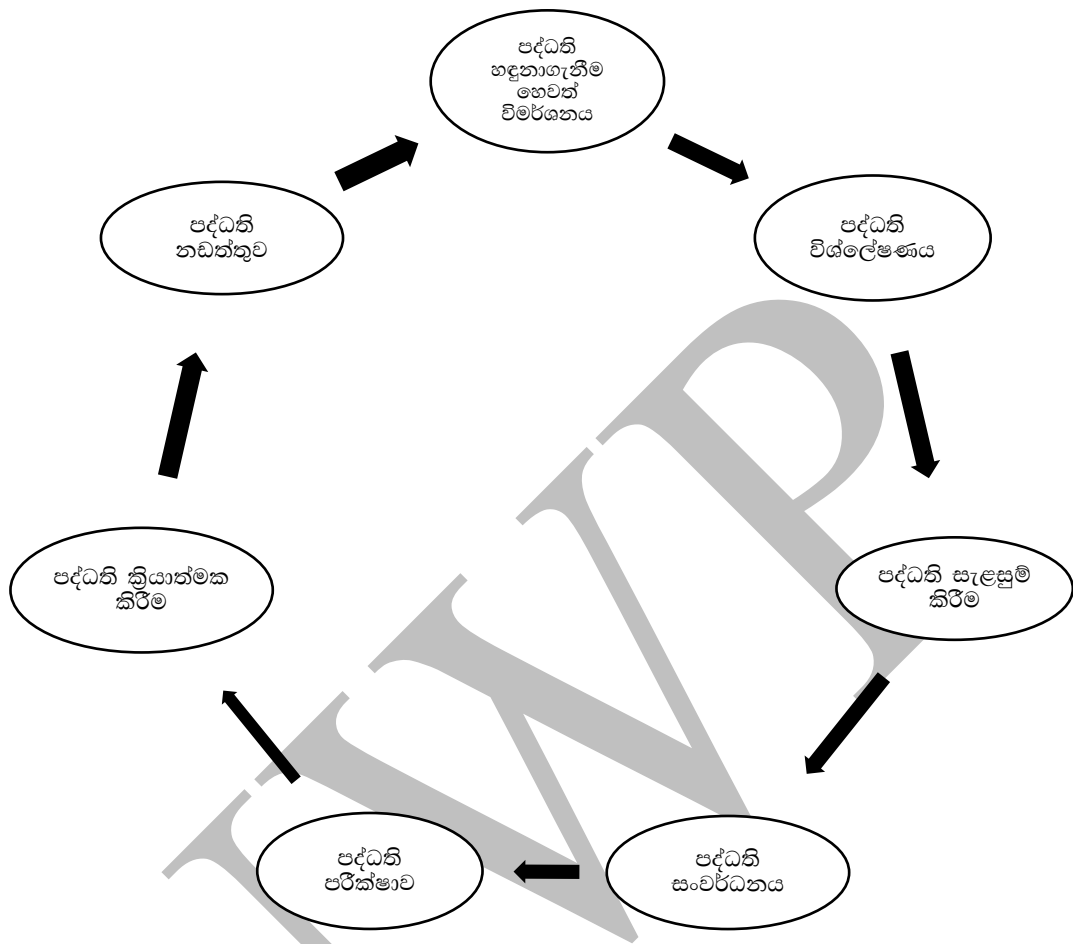 පද්ධති
හඳුනාගැනීම
හෙවත්
විමර්ශනය
පද්ධති
විශ්ලේෂණය
පද්ධති සැළසුම්
කිරීම
පද්ධති
සංවර්ධනය
පද්ධති
පරීක්ෂාව
පද්ධති ක්‍රියාත්මක
කිරීම
පද්ධති
නඩත්තුව
WP